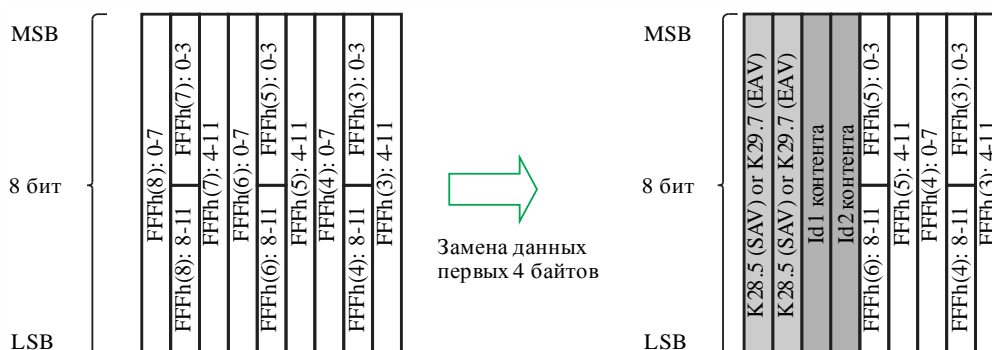 MSB
8 бит
LSB
FFFh(8): 0-7
FFFh(8): 8-11
FFFh(7): 0-3
FFFh(7): 4-11
FFFh(6): 0-7
FFFh(6): 8-11
FFFh(5): 0-3
FFFh(5): 4-11
FFFh(4): 0-7
FFFh(4): 8-11
FFFh(3): 0-3
FFFh(3): 4-11
Замена данных
первых 4 байтов
MSB
8 бит
LSB
K28.5 (SAV) or K29.7 (EAV)
K28.5 (SAV) or K29.7 (EAV)
Id1 контента
Id2 контента
FFFh(6): 8-11
FFFh(5): 0-3
FFFh(5): 4-11
FFFh(4): 0-7
FFFh(4): 8-11
FFFh(3): 0-3
FFFh(3): 4-11